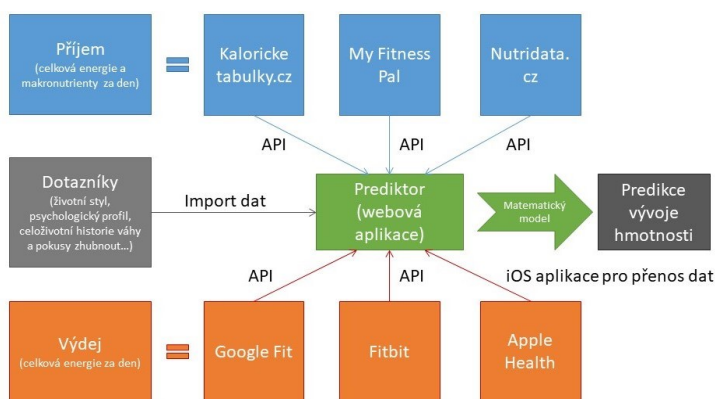 Příjem
(celková energie a
makronutrienty za den)
=
Kaloricke
tabulky.cz
My Fitness
Pal
Nutridata.
cz
API
API
API
Dotazníky
(životní styl,
psychologický profil,
celoživotní historie váhy
a pokusy zhubnout...)
Import dat
Prediktor
(webová
aplikace)
Matematický
model
Predikce
vývoje
hmotnosti
API
API
iOS aplikace pro přenos dat
Výdej
(celková energie za den)
=
Google Fit
Fitbit
Apple
Health